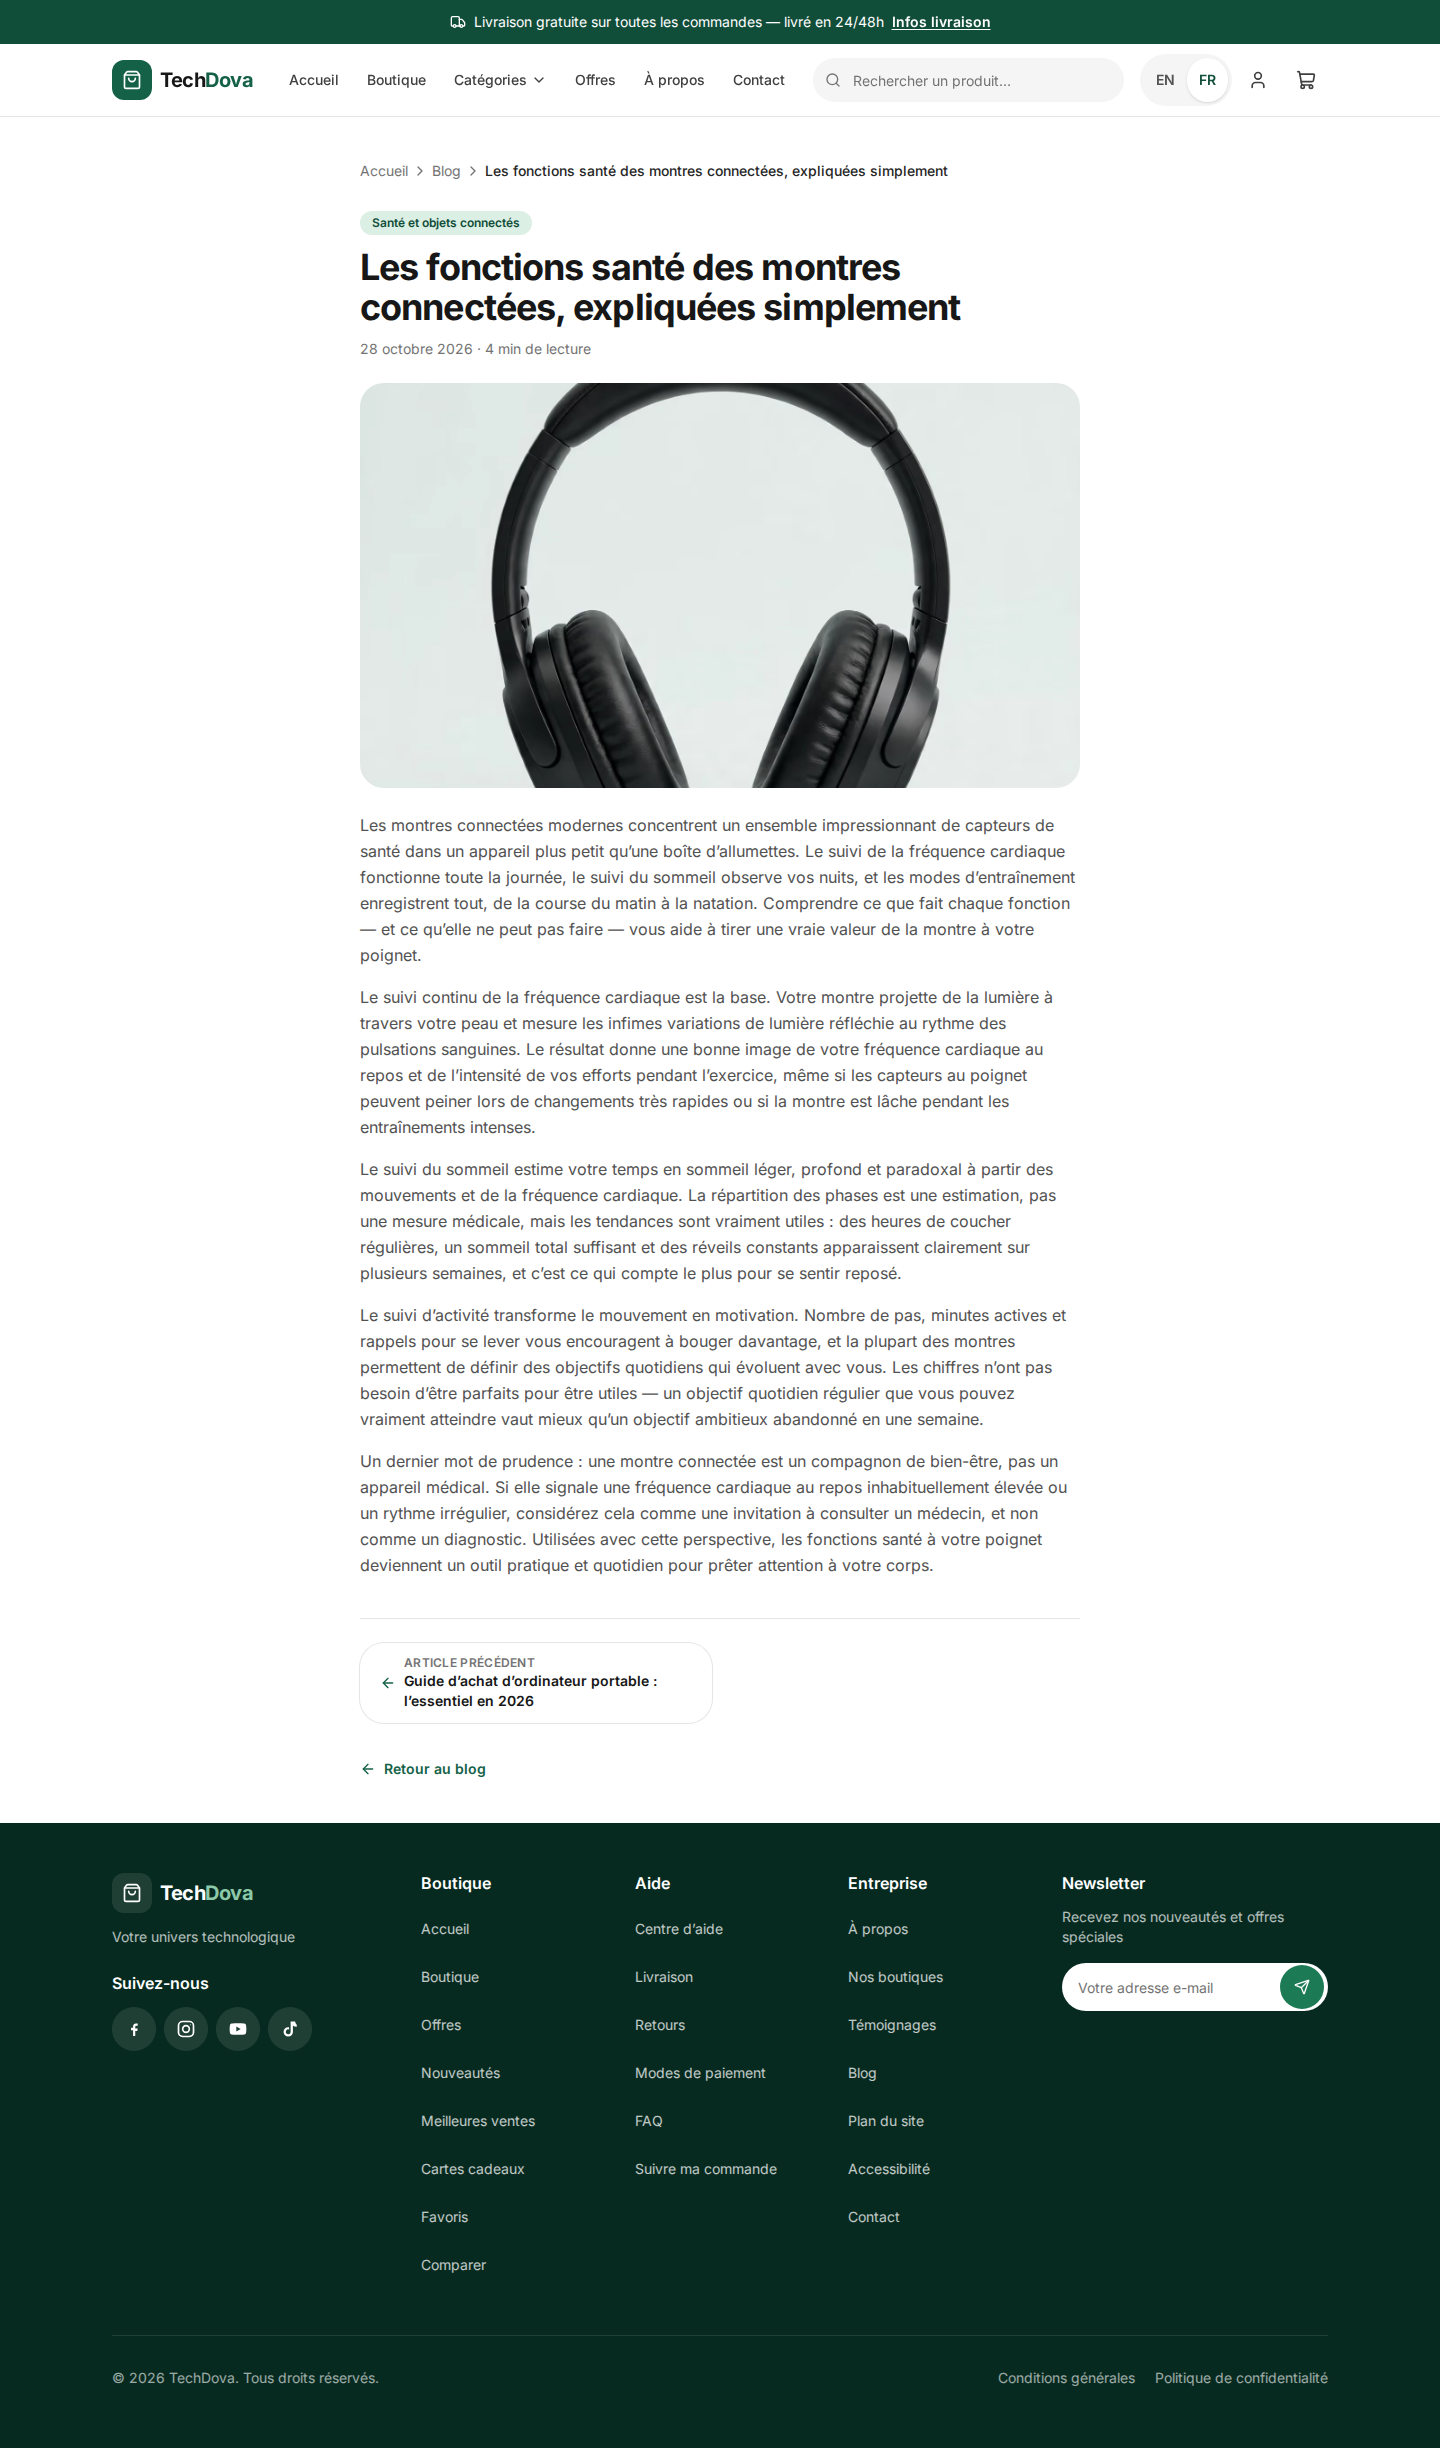 Livraison gratuite sur toutes les commandes — livré en 24/48h Infos livraison
TechDova Accueil Boutique Catégories Offres À propos Contact Rechercher un produit... EN FR
Accueil Blog Les fonctions santé des montres connectées, expliquées simplement
Santé et objets connectés
Les fonctions santé des montres
connectées, expliquées simplement
28 octobre 2026 · 4 min de lecture
Les montres connectées modernes concentrent un ensemble impressionnant de capteurs de
santé dans un appareil plus petit qu’une boîte d’allumettes. Le suivi de la fréquence cardiaque
fonctionne toute la journée, le suivi du sommeil observe vos nuits, et les modes d’entraînement
enregistrent tout, de la course du matin à la natation. Comprendre ce que fait chaque fonction
— et ce qu’elle ne peut pas faire — vous aide à tirer une vraie valeur de la montre à votre
poignet.
Le suivi continu de la fréquence cardiaque est la base. Votre montre projette de la lumière à
travers votre peau et mesure les infimes variations de lumière réfléchie au rythme des
pulsations sanguines. Le résultat donne une bonne image de votre fréquence cardiaque au
repos et de l’intensité de vos efforts pendant l’exercice, même si les capteurs au poignet
peuvent peiner lors de changements très rapides ou si la montre est lâche pendant les
entraînements intenses.
Le suivi du sommeil estime votre temps en sommeil léger, profond et paradoxal à partir des
mouvements et de la fréquence cardiaque. La répartition des phases est une estimation, pas
une mesure médicale, mais les tendances sont vraiment utiles : des heures de coucher
régulières, un sommeil total suffisant et des réveils constants apparaissent clairement sur
plusieurs semaines, et c’est ce qui compte le plus pour se sentir reposé.
Le suivi d’activité transforme le mouvement en motivation. Nombre de pas, minutes actives et
rappels pour se lever vous encouragent à bouger davantage, et la plupart des montres
permettent de définir des objectifs quotidiens qui évoluent avec vous. Les chiffres n’ont pas
besoin d’être parfaits pour être utiles — un objectif quotidien régulier que vous pouvez
vraiment atteindre vaut mieux qu’un objectif ambitieux abandonné en une semaine.
Un dernier mot de prudence : une montre connectée est un compagnon de bien-être, pas un
appareil médical. Si elle signale une fréquence cardiaque au repos inhabituellement élevée ou
un rythme irrégulier, considérez cela comme une invitation à consulter un médecin, et non
comme un diagnostic. Utilisées avec cette perspective, les fonctions santé à votre poignet
deviennent un outil pratique et quotidien pour prêter attention à votre corps.
ARTICLE PRÉCÉDENT
Guide d’achat d’ordinateur portable :
l’essentiel en 2026
Retour au blog
TechDova
Votre univers technologique
Suivez-nous
Boutique
Accueil
Boutique
Offres
Nouveautés
Meilleures ventes
Cartes cadeaux
Favoris
Comparer
Aide
Centre d’aide
Livraison
Retours
Modes de paiement
FAQ
Suivre ma commande
Entreprise
À propos
Nos boutiques
Témoignages
Blog
Plan du site
Accessibilité
Contact
Newsletter
Recevez nos nouveautés et offres
spéciales
Votre adresse e-mail
© 2026 TechDova. Tous droits réservés.
Conditions générales Politique de confidentialité